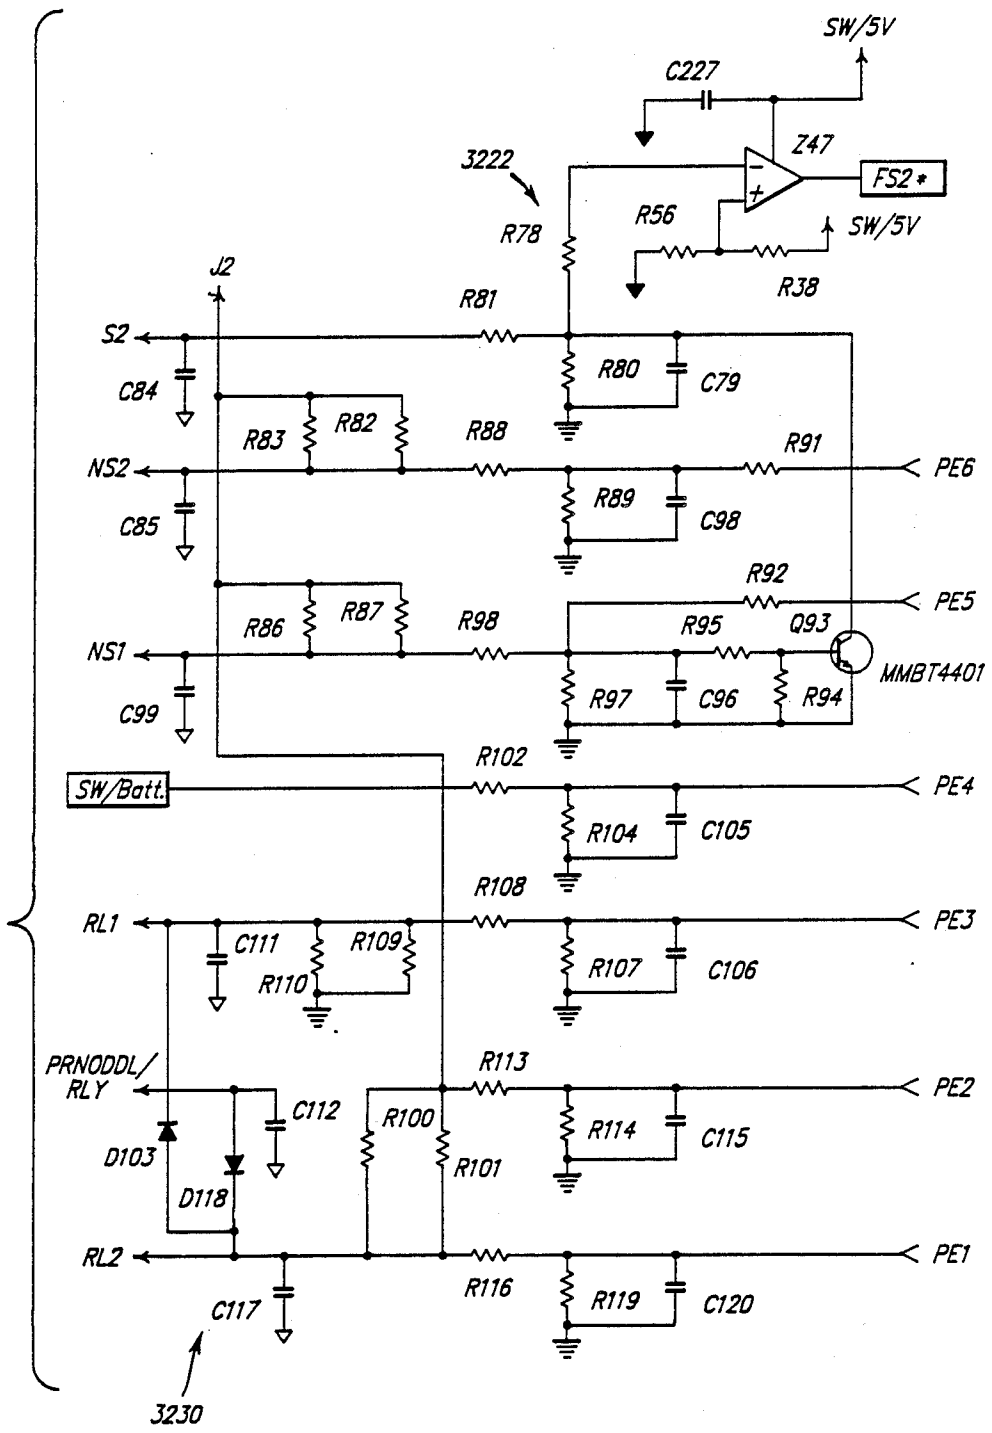 SW/5V
C227
Z47
3222
FS2 *
R56
SW/5V
R78
R38
J2
R81
S2
R80
C79
C84
R83
R82
R88
R91
NS2
PE6
R89
C98
C85
R92
PE5
R86
R87
R98
R95
Q93
NS1
MMBT4401
R97
C96
R94
C99
R102
SW/Batt.
PE4
R104
C105
R108
RL1
PE3
C111
R109
R110
R107
C106
PRNODDL/
RLY
R113
PE2
C112
R100
R114
C115
D103
R101
D118
RL2
PE1
C117
R116
R119
C120
3230